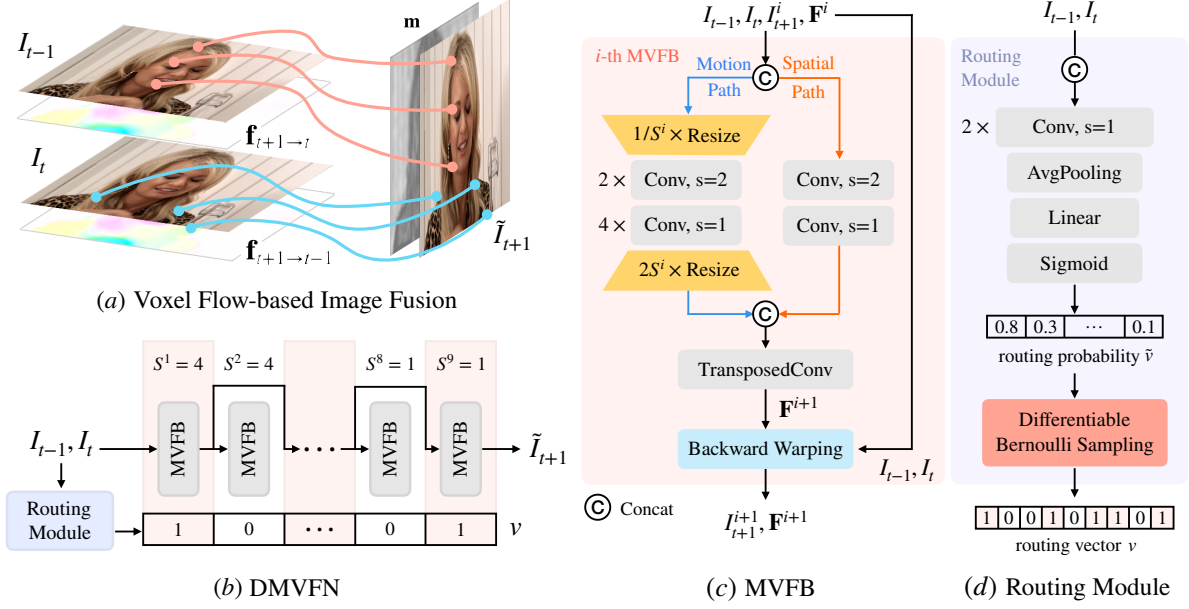 I_{t-1}
m
f_{t+1→t}
I_t
f_{t+1→t-1}
Ĩ_{t+1}
(a) Voxel Flow-based Image Fusion
S^1 = 4
S^2 = 4
S^8 = 1
S^9 = 1
I_{t-1}, I_t
MVFB
MVFB
···
MVFB
MVFB
Ĩ_{t+1}
Routing
Module
1
0
···
0
1
v
(b) DMVFN
I_{t-1}, I_t, I^i_{t+1}, F^i
i-th MVFB
Motion
Path
C
Spatial
Path
1/S^i × Resize
2 × Conv, s=2
Conv, s=2
4 × Conv, s=1
Conv, s=1
2S^i × Resize
C
TransposedConv
F^{i+1}
Backward Warping
I_{t-1}, I_t
C Concat
I^{i+1}_{t+1}, F^{i+1}
(c) MVFB
I_{t-1}, I_t
Routing
Module
C
2 × Conv, s=1
AvgPooling
Linear
Sigmoid
0.8 0.3 ··· 0.1
routing probability ṽ
Differentiable
Bernoulli Sampling
1 0 0 1 0 1 1 0 1
routing vector v
(d) Routing Module